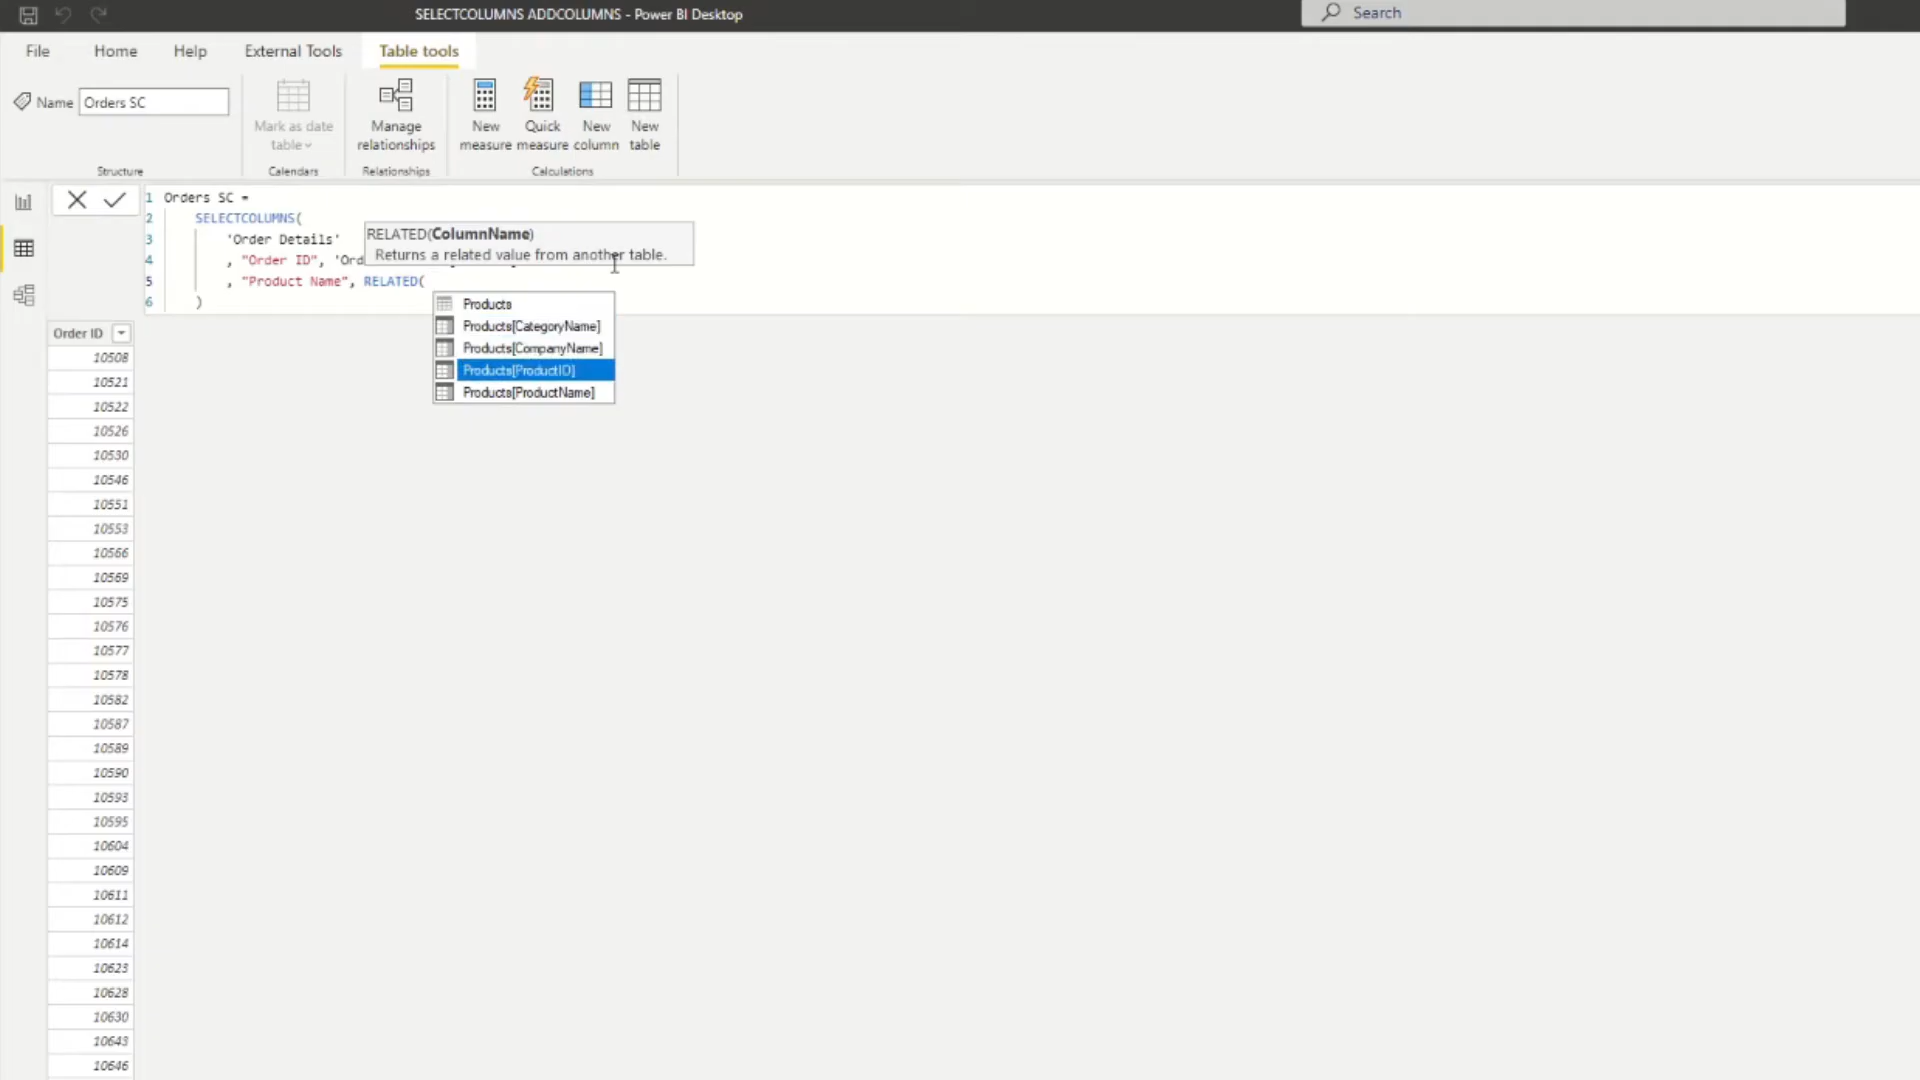 SELECTCOLUMNS ADDCOLUMNS - Power BI Desktop
Search
File Home Help External Tools Table tools
Name Orders SC
Mark as date table
Manage relationships
New measure
Quick measure
New column
New table
Structure Calendars Relationships Calculations
1 Orders SC =
2 SELECTCOLUMNS(
3 'Order Details'
4 , "Order ID", 'Ord
5 , "Product Name", RELATED(
6 )
RELATED(ColumnName)
Returns a related value from another table.
Products
Products[CategoryName]
Products[CompanyName]
Products[ProductID]
Products[ProductName]
Order ID
10508
10521
10522
10526
10530
10546
10551
10553
10566
10569
10575
10576
10577
10578
10582
10587
10589
10590
10593
10595
10604
10609
10611
10612
10614
10623
10628
10630
10643
10646